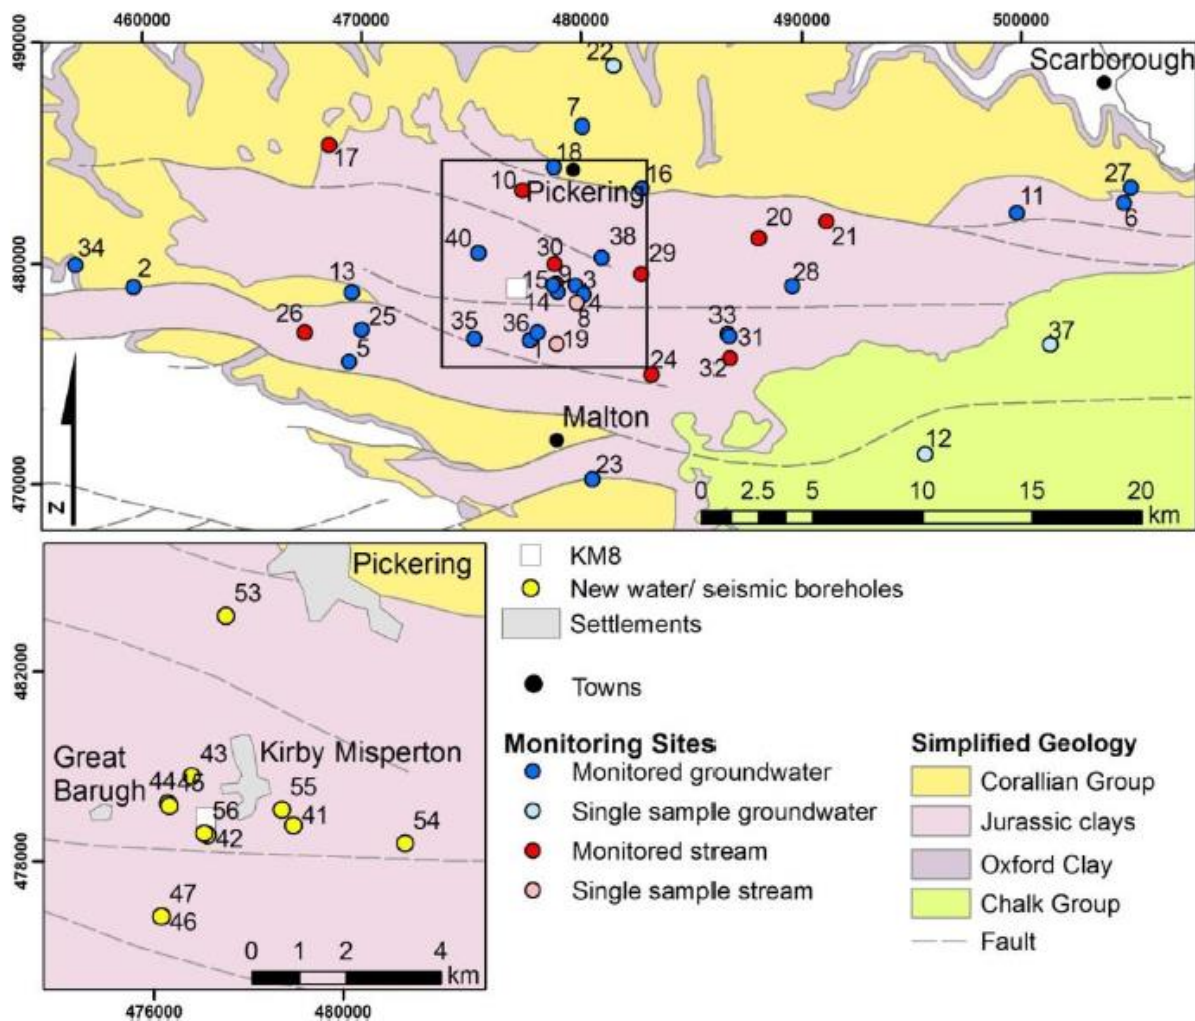 460000 470000 480000 490000 500000
490000
480000
470000
22
Scarborough
7
17
18
10
Pickering
16
27
11
6
20
21
34
2
40
30
38
29
13
15
9
3
28
14
4
8
26
25
35
36
1
19
33
31
37
5
24
32
Malton
12
23
N
0 2.5 5 10 15 20
km
Pickering
53
482000
478000
Great
Barugh
43
Kirby Misperton
44 45
56
55
42
41
54
47
46
0 1 2 4
km
476000 480000
KM8
New water/ seismic boreholes
Settlements
Towns
Monitoring Sites
Monitored groundwater
Single sample groundwater
Monitored stream
Single sample stream
Simplified Geology
Corallian Group
Jurassic clays
Oxford Clay
Chalk Group
Fault